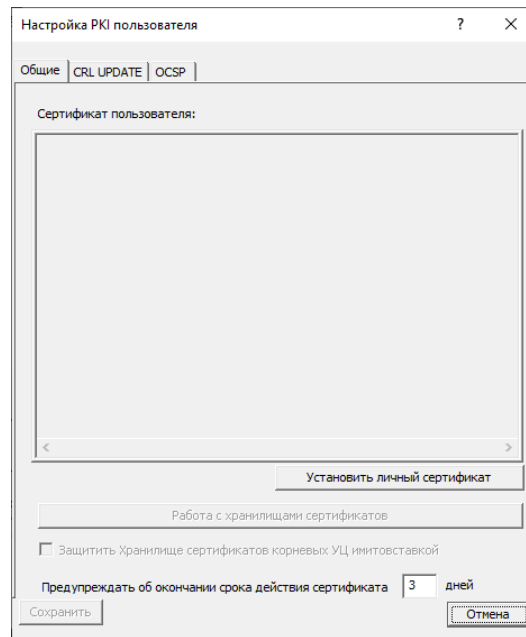 Настройка PKI пользователя
Общие CRL UPDATE OCSP
Сертификат пользователя:
Установить личный сертификат
Работа с хранилищами сертификатов
Защитить Хранилище сертификатов корневых УЦ имитовставкой
Предупреждать об окончании срока действия сертификата 3 дней
Сохранить Отмена